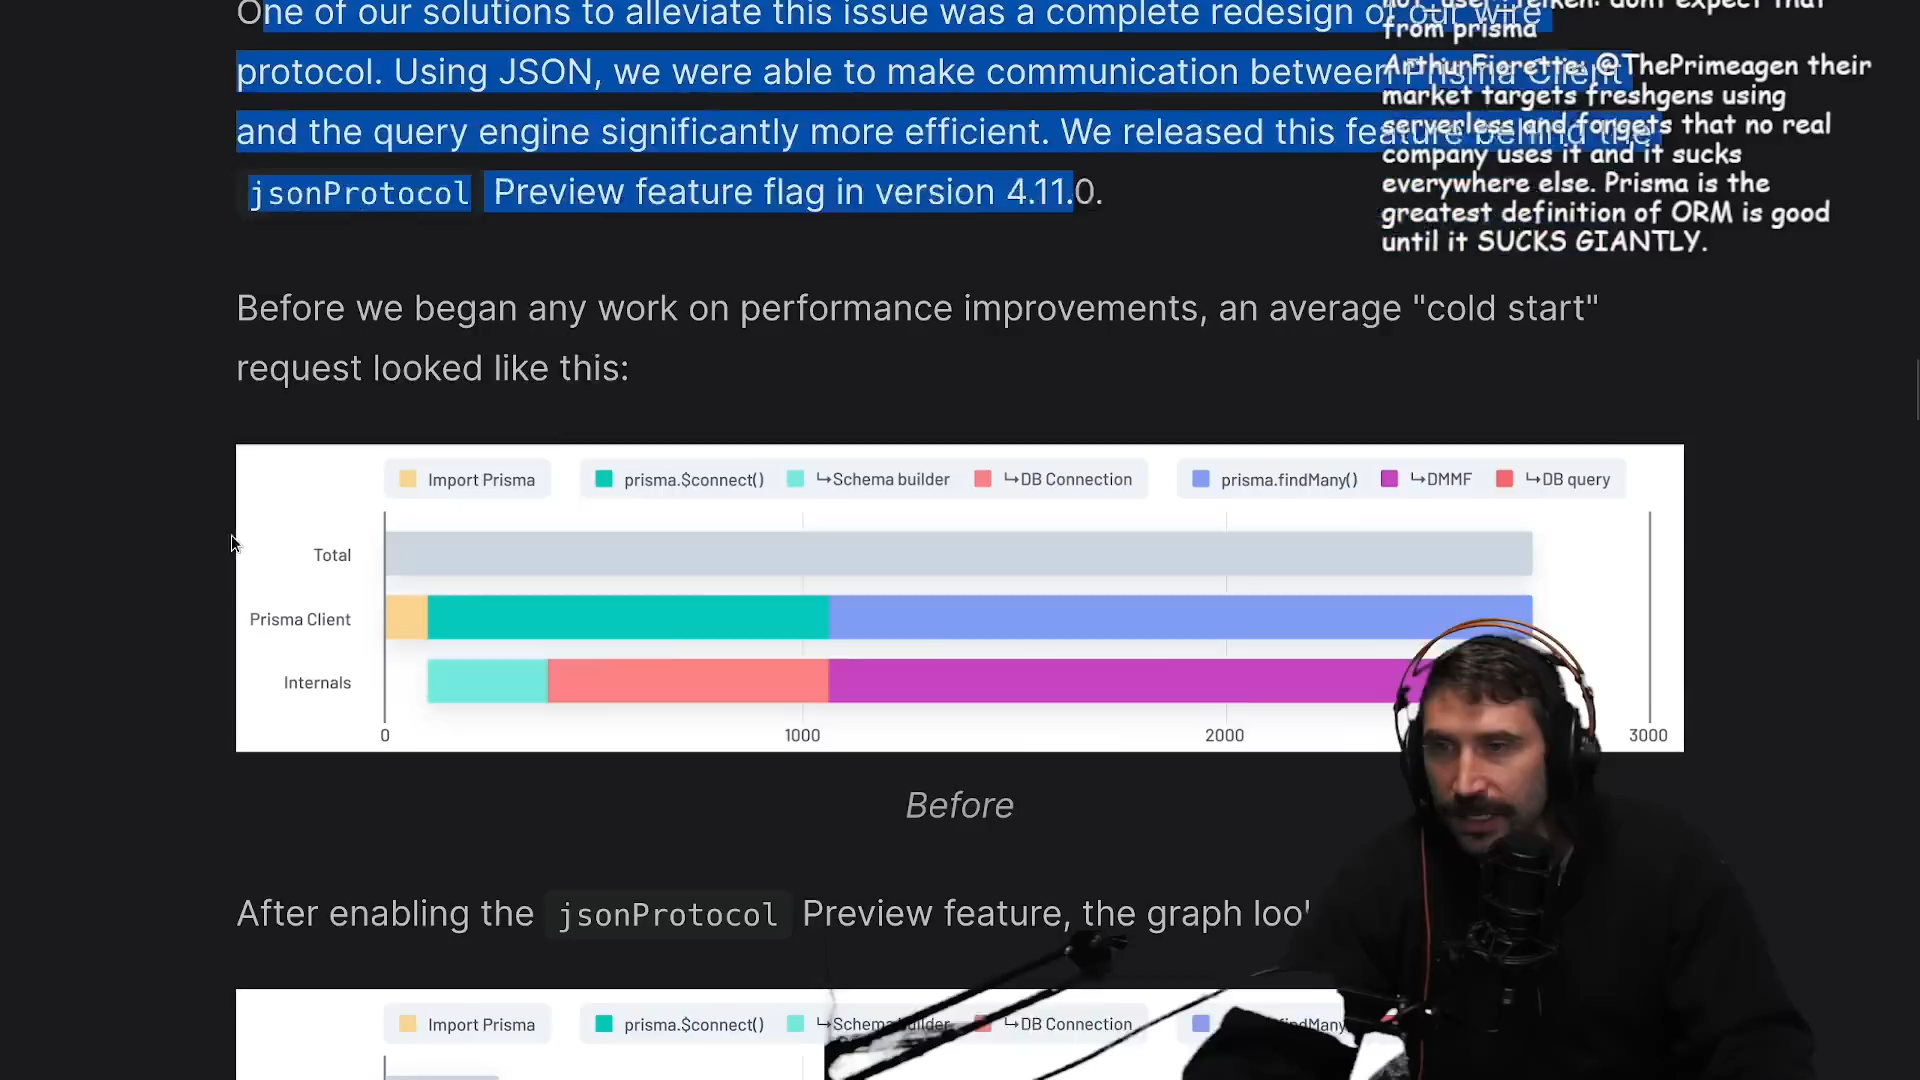 One of our solutions to alleviate this issue was a complete redesign of our wire
protocol. Using JSON, we were able to make communication between Prisma Client
and the query engine significantly more efficient. We released this feature behind the
jsonProtocol Preview feature flag in version 4.11.0.
dont expect that
from prisma
ArthurFiorette: @ThePrimeagen their
market targets freshgens using
serverless and forgets that no real
company uses it and it sucks
everywhere else. Prisma is the
greatest definition of ORM is good
until it SUCKS GIANTLY.
Before we began any work on performance improvements, an average "cold start"
request looked like this:
Import Prisma prisma.$connect() ↪Schema builder ↪DB Connection prisma.findMany() ↪DMMF ↪DB query
Total
Prisma Client
Internals
0 1000 2000 3000
Before
After enabling the jsonProtocol Preview feature, the graph
Import Prisma prisma.$connect() ↪Schema builder ↪DB Connection